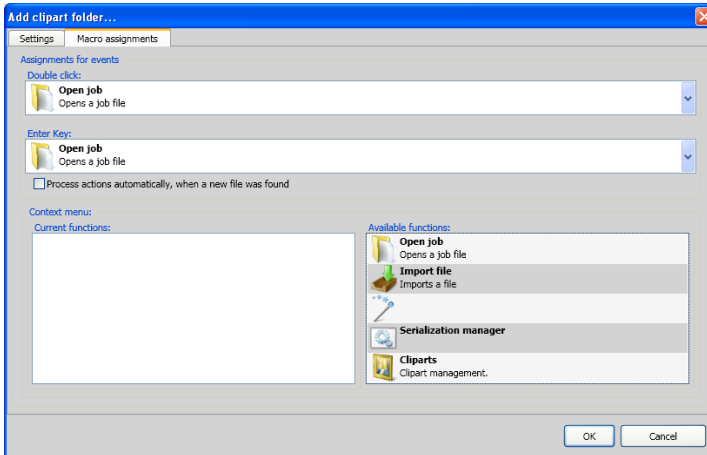 Add clipart folder...
Settings
Macro assignments
Assignments for events
Double click:
Open job
Opens a job file
Enter Key:
Open job
Opens a job file
Process actions automatically, when a new file was found
Context menu:
Current functions:
Available functions:
Open job
Opens a job file
Import file
Imports a file
Serialization manager
Cliparts
Clipart management.
OK
Cancel